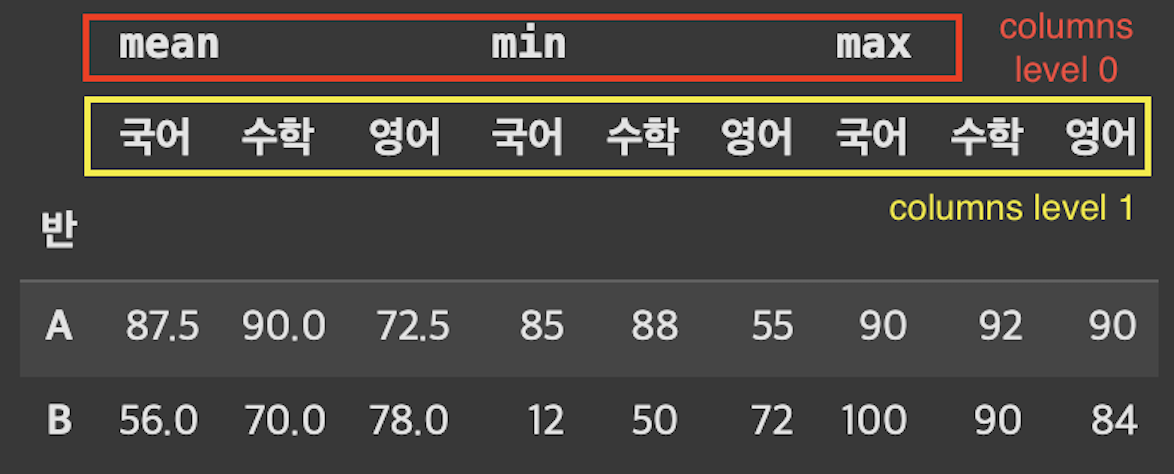 mean min max
columns
level 0
국어 수학 영어 국어 수학 영어 국어 수학 영어
columns level 1
반
A 87.5 90.0 72.5 85 88 55 90 92 90
B 56.0 70.0 78.0 12 50 72 100 90 84